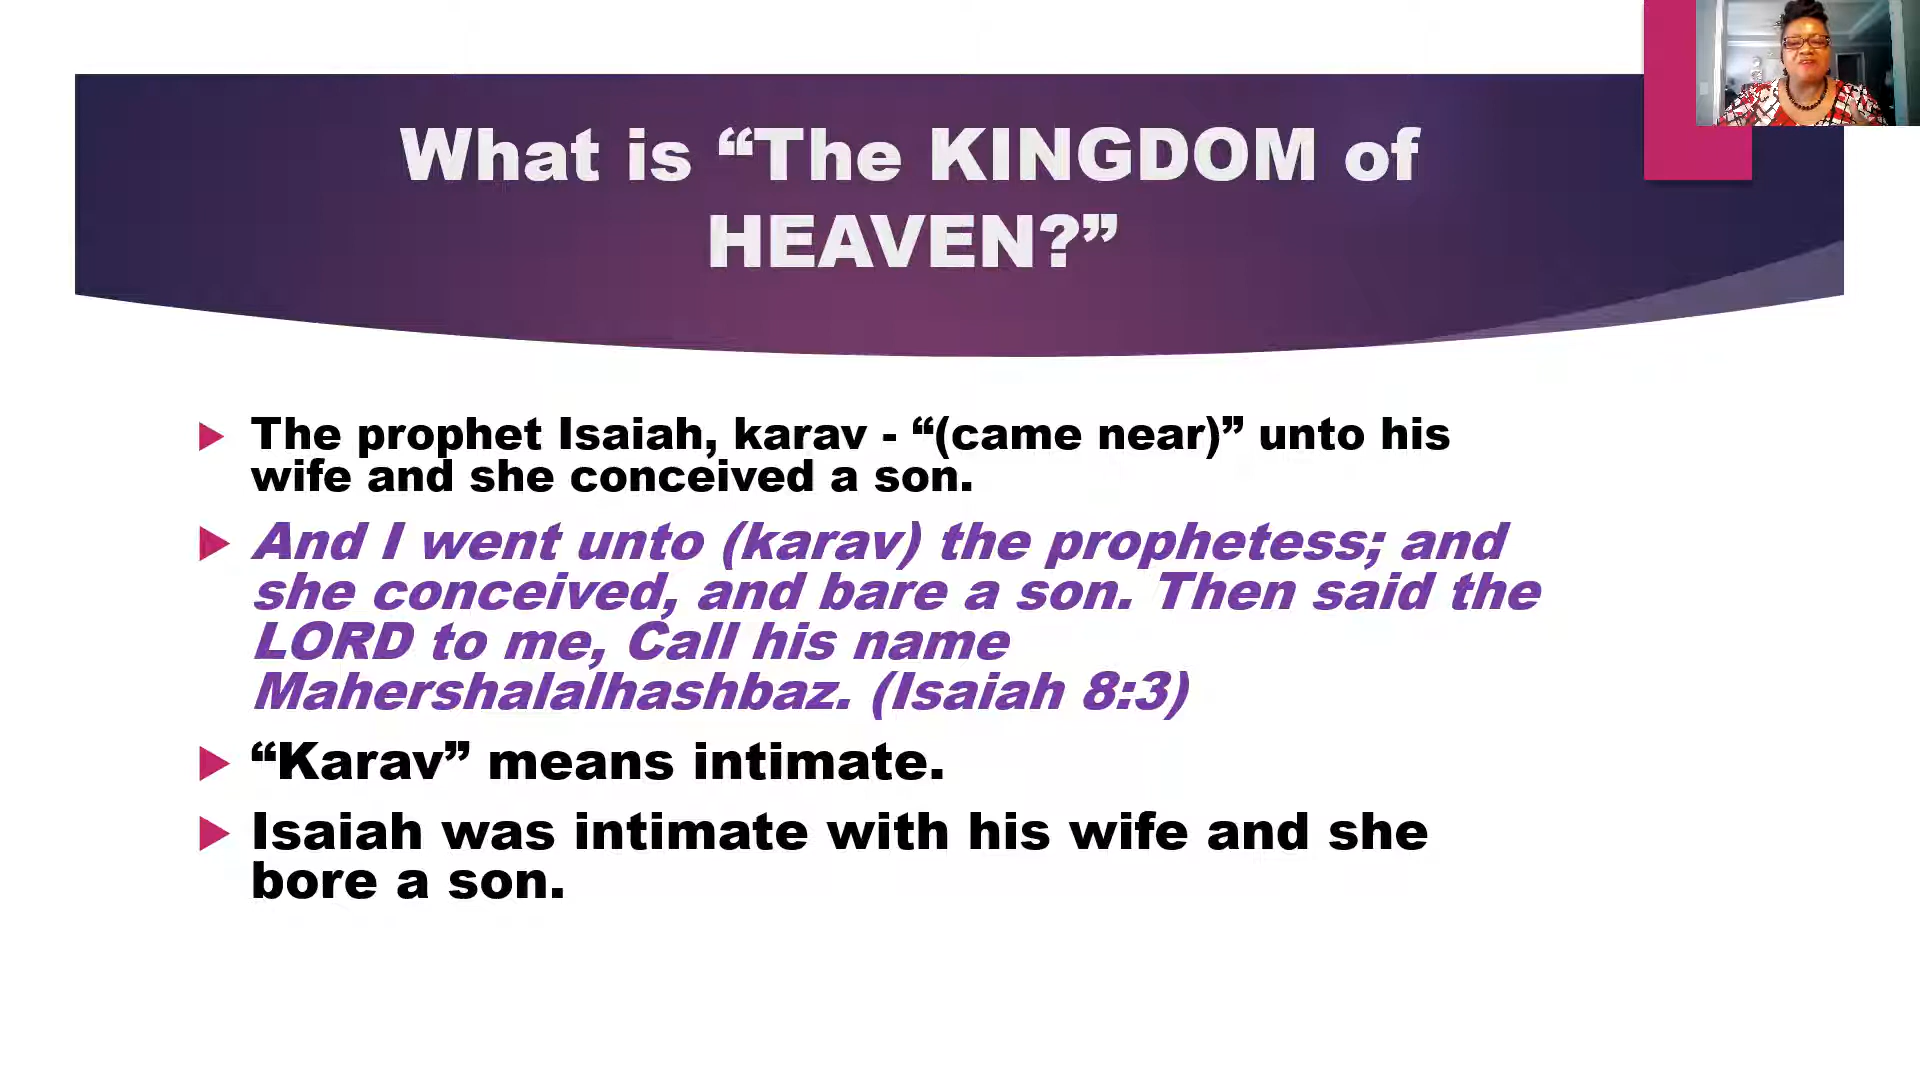 What is “The KINGDOM of
HEAVEN?”
The prophet Isaiah, karav - “(came near)” unto his
wife and she conceived a son.
And I went unto (karav) the prophetess; and
she conceived, and bare a son. Then said the
LORD to me, Call his name
Mahershalalhashbaz. (Isaiah 8:3)
“Karav” means intimate.
Isaiah was intimate with his wife and she
bore a son.